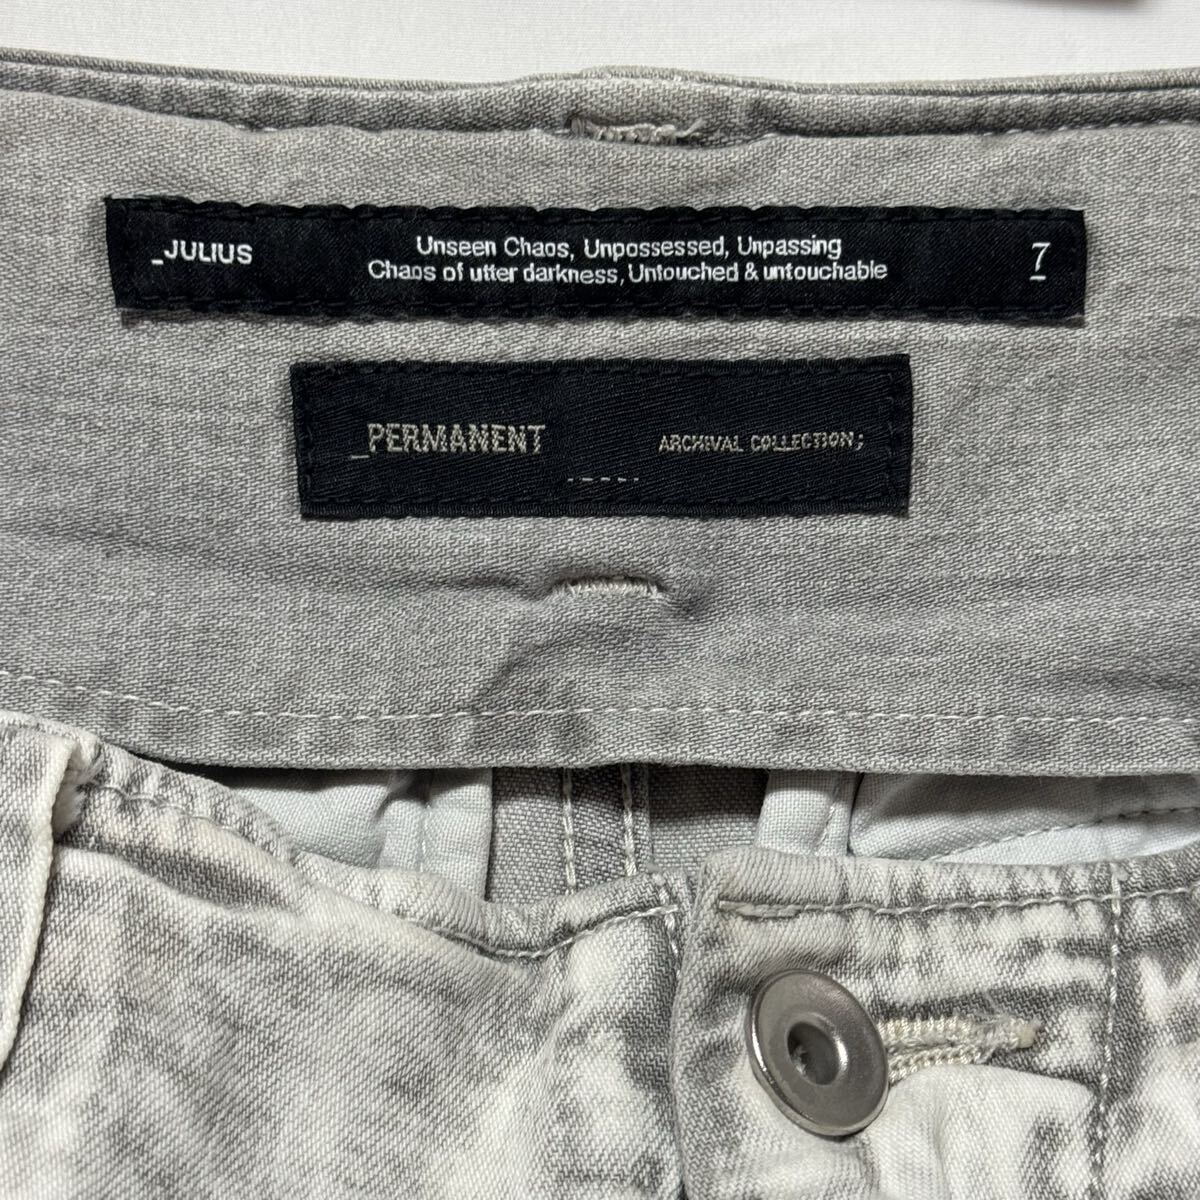 _JULIUS
Unseen Chaos, Unpossessed, Unpassing
Chaos of utter darkness, Untouched & untouchable
7
_PERMANENT
ARCHIVAL COLLECTION;